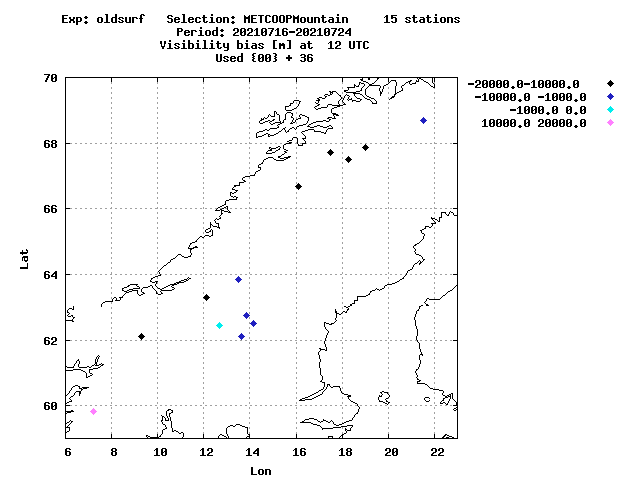 Exp: oldsurf   Selection: METCOOPMountain     15 stations
Period: 20210716-20210724
Visibility bias [m] at  12 UTC
Used {00} + 36
-20000.0-10000.0
-10000.0 -1000.0
-1000.0 0.0
10000.0 20000.0
70
68
66
64
62
60
Lat
6 8 10 12 14 16 18 20 22
Lon